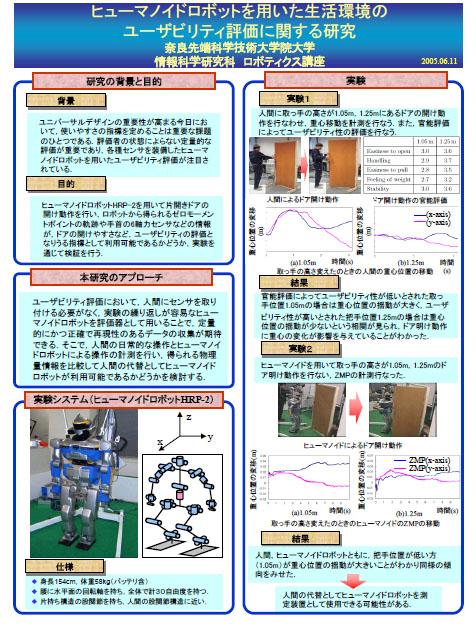 ヒューマノイドロボットを用いた生活環境の
ユーザビリティ評価に関する研究
奈良先端科学技術大学院大学
情報科学研究科 ロボティクス講座
2005.06.11
研究の背景と目的
背景
ユニバーサルデザインの重要性が高まる今日にお
いて、使いやすさの指標を定めることは重要な課題
のひとつである。評価者の状態によらない定量的な
評価が重要であり、各種センサを装備したヒューマ
ノイドロボットを用いたユーザビリティ評価が注目さ
れている。
目的
ヒューマノイドロボットHRP-2を用いて片開きドアの
開け動作を行い、ロボットから得られるゼロモーメン
トポイントの軌跡や手首の6軸力センサなどの情報
が、ドアの開けやすさなど、ユーザビリティの評価と
なりうる指標として利用可能であるかどうか、実験を
通じて検証を行う。
本研究のアプローチ
ユーザビリティ評価において、人間にセンサを取り
付ける必要がなく、実験の繰り返しが容易なヒュー
マノイドロボットを評価器として用いることで、定量
的にかつ正確で再現性のあるデータの収集が期待
できる。そこで、人間の日常的な操作とヒューマノイ
ドロボットによる操作の計測を行い、得られる物理
量情報を比較して人間の代替としてヒューマノイド
ロボットが利用可能であるかどうかを検討する。
実験システム(ヒューマノイドロボットHRP-2)
z
y
x
仕様
◆ 身長154cm、体重58kg(バッテリ含)
◆ 腰に水平面の回転軸を持ち、全体で計30自由度を持つ。
◆ 片持ち構造の股関節を持ち、人間の股関節構造に近い。
実験
実験1
人間に取っ手の高さが1.05m、1.25mにあるドアの開け動
作を行なわせ、重心移動を計測を行なう。また、官能評価
によってユーザビリティ性の評価を行なう。
1.05 m 1.25 m
Easiness to open 3.0 3.6
Handling 2.9 3.7
Easiness to pull 2.8 3.5
Feeling of weight 2.7 3.2
Stability 3.0 3.6
人間によるドア開け動作
ドア開け動作の官能評価
(x-axis)
(y-axis)
重心位置の変移(m)
(a)1.05m
時間(s)
重心位置の変移(m)
(b)1.25m
時間(s)
取っ手の高さ変えたのときの人間の重心位置の移動
結果
官能評価によってユーザビリティ性が低いとされた取っ
手位置1.05mの場合は重心位置の揺動が大きく、ユーザ
ビリティ性が高いとされた把手位置1.25mの場合は重心
位置の揺動が少ないという相関が見られ、ドア明け動作
に重心の変化が影響を与えていることがわかった。
実験2
ヒューマノイドを用いて取っ手の高さが1.05m、1.25mのド
ア明け動作を行ない、ZMPの計測行なった。
ヒューマノイドによるドア開け動作
重心位置の変移(m)
(a)1.05m
時間(s)
ZMP(x-axis)
ZMP(y-axis)
重心位置の変移(m)
(b)1.25m
時間(s)
取っ手の高さ変えたのときのヒューマノイドのZMPの移動
結果
人間、ヒューマノイドロボットともに、把手位置が低い方
(1.05m)が重心位置の揺動が大きいことがわかり同様の傾
向をみせた。
人間の代替としてヒューマノイドロボットを測
定装置として使用できる可能性がある。